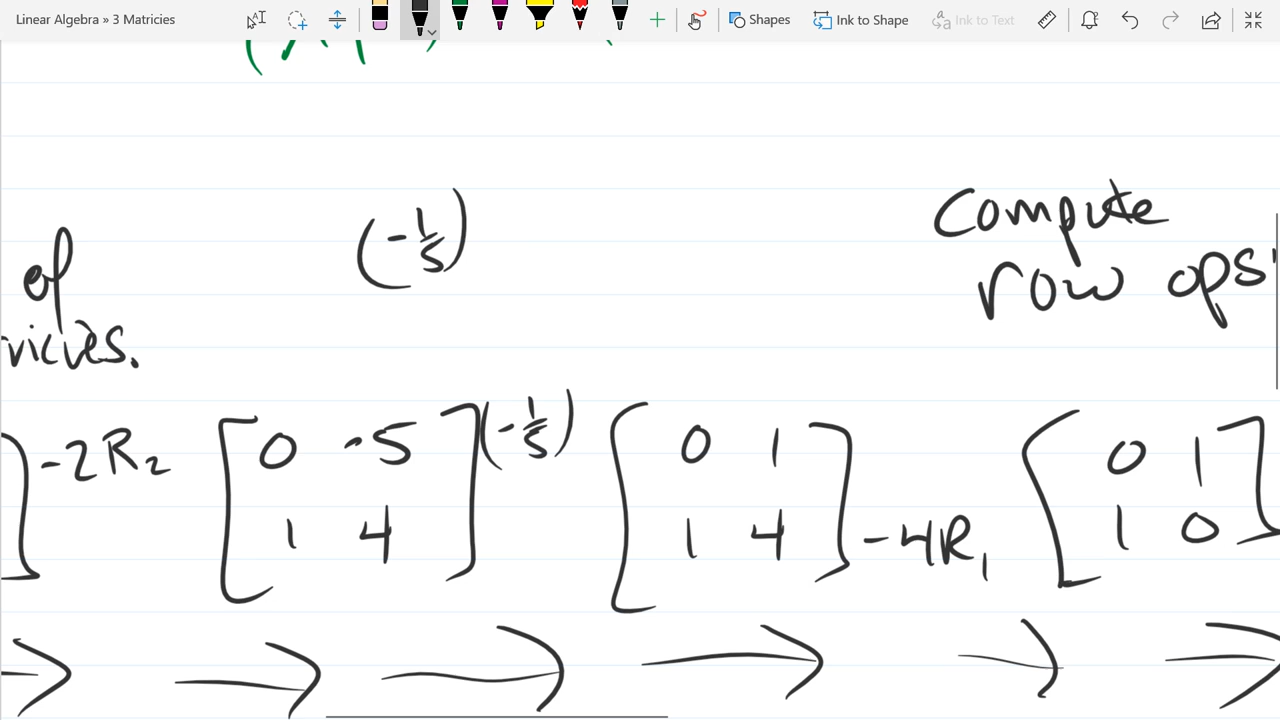 Linear Algebra » 3 Matricies
Shapes
Ink to Shape
Ink to Text
(-1/5)
Compute
of
row ops'
]-2R₂ [0 -5] (-1/5) [0 1] [0 1]
[1 4] [1 4] -4R₁ [1 0]